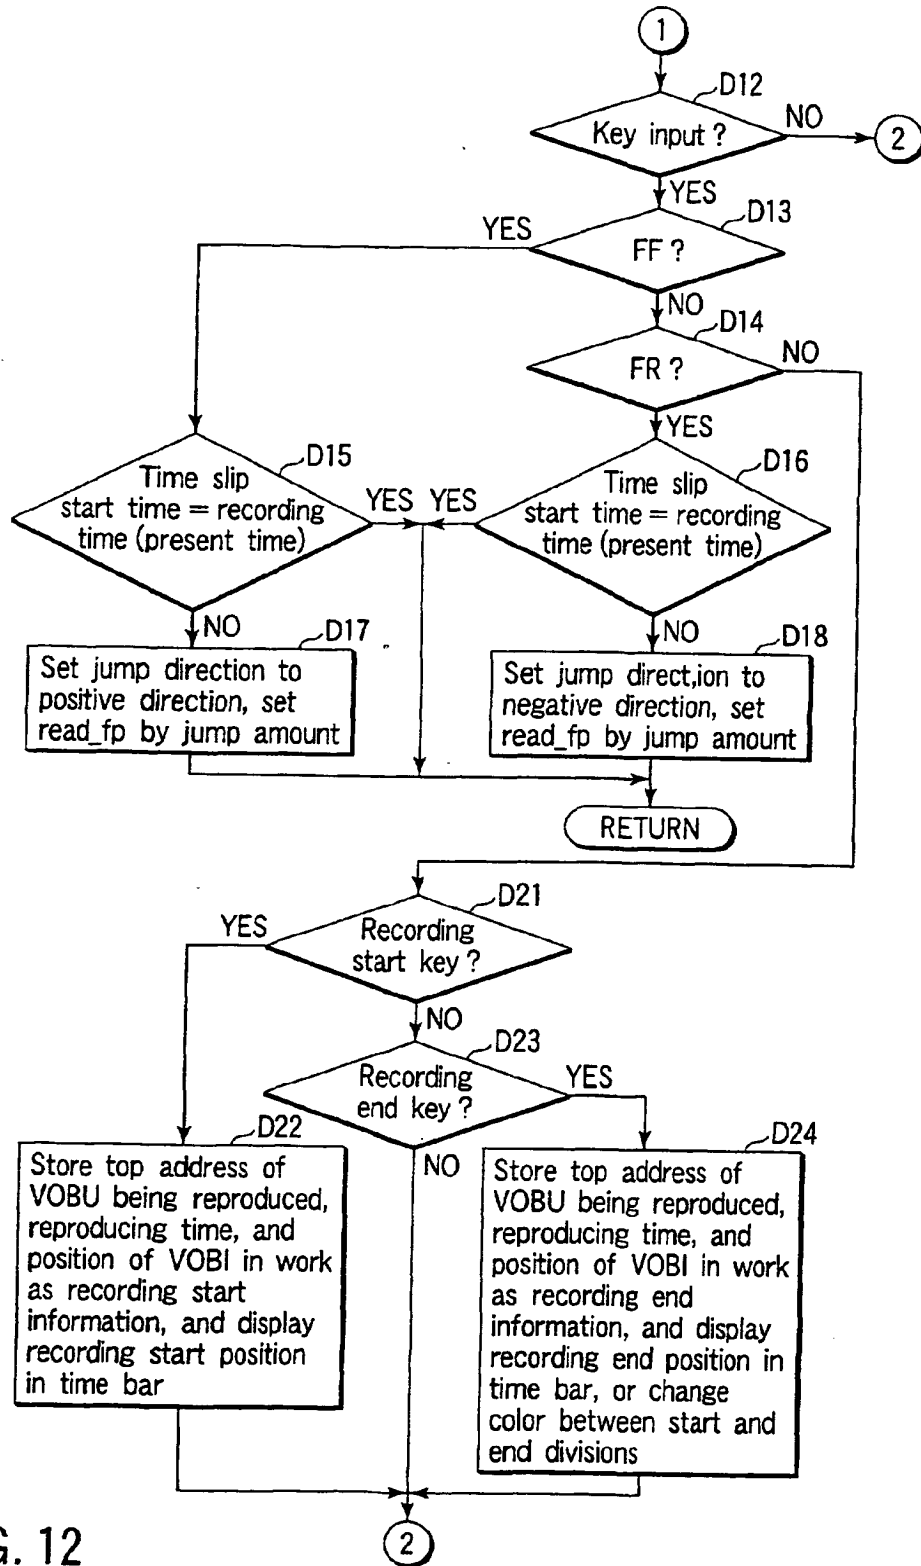 1
D12
Key input ?
NO
2
YES
D13
YES
FF ?
NO
D14
NO
FR ?
YES
D15
Time slip
start time = recording
time (present time)
YES
YES
D16
Time slip
start time = recording
time (present time)
NO
D17
Set jump direction to
positive direction, set
read_fp by jump amount
NO
D18
Set jump direct,ion to
negative direction, set
read_fp by jump amount
RETURN
D21
YES
Recording
start key ?
NO
D23
Recording
end key ?
YES
D22
Store top address of
VOBU being reproduced,
reproducing time, and
position of VOBI in work
as recording start
information, and display
recording start position
in time bar
NO
D24
Store top address of
VOBU being reproduced,
reproducing time, and
position of VOBI in work
as recording end
information, and display
recording end position in
time bar, or change
color between start and
end divisions
2
G. 12